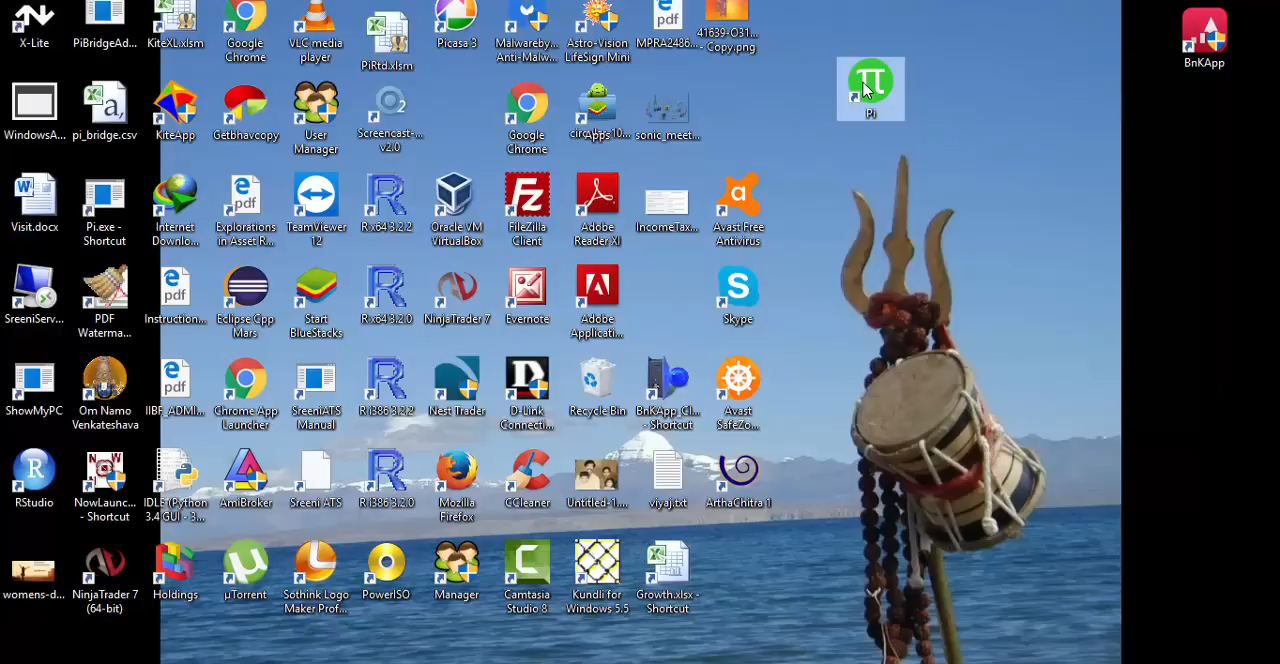 X-Lite
PiBridgeAd...
KiteXL.xlsm
Google
Chrome
VLC media
player
PiRtd.xlsm
Picasa 3
Malwareby...
Anti-Malw...
Astro-Vision
LifeSign Mini
pdf
MPRA2486...
41639-O31...
- Copy.png
BnKApp
WindowsA...
a,
pi_bridge.csv
KiteApp
Getbhavcopy
User
Manager
O2
Screencast-...
v2.0
Google
Chrome
Apps
sonic_meet...
π
Pi
Visit.docx
Pi.exe -
Shortcut
Internet
Downlo...
pdf
Explorations
in Asset R...
TeamViewer
12
R x64 3.2.2
Oracle VM
VirtualBox
Fz
FileZilla
Client
Adobe
Reader XI
IncomeTax...
Avast Free
Antivirus
SreeniServ...
PDF
Waterma...
pdf
Instruction...
Eclipse Cpp
Mars
Start
BlueStacks
R x64 3.2.0
NinjaTrader 7
Evernote
Adobe
Applicati...
S
Skype
ShowMyPC
Om Namo
Venkateshava
pdf
IIBF_ADMI...
Chrome App
Launcher
SreeniATS
Manual
R i386 3.2.2
Nest Trader
D
D-Link
Connecti...
Recycle Bin
BnKApp_Cl...
- Shortcut
Avast
SafeZo...
R
RStudio
NowLaunc...
- Shortcut
IDLE (Python
3.4 GUI - 3...
AmiBroker
Sreeni ATS
R i386 3.2.0
Mozilla
Firefox
CCleaner
Untitled-1....
viyaj.txt
ArthaChitra 1
womens-d...
NinjaTrader 7
(64-bit)
Holdings
µTorrent
Sothink Logo
Maker Prof...
PowerISO
Manager
Camtasia
Studio 8
Kundli for
Windows 5.5
Growth.xlsx -
Shortcut